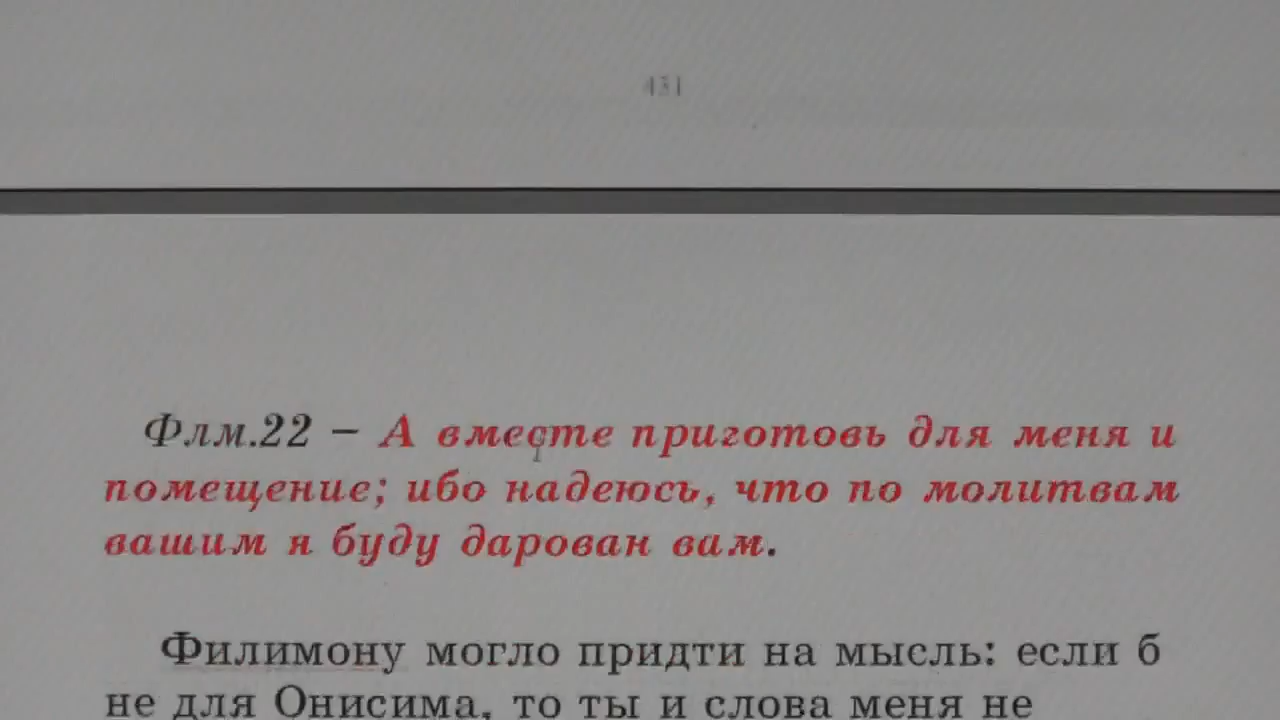 431
Флм.22 – А вместе приготовь для меня и
помещение; ибо надеюсь, что по молитвам
вашим я буду дарован вам.
Филимону могло придти на мысль: если б
не для Онисима, то ты и слова меня не